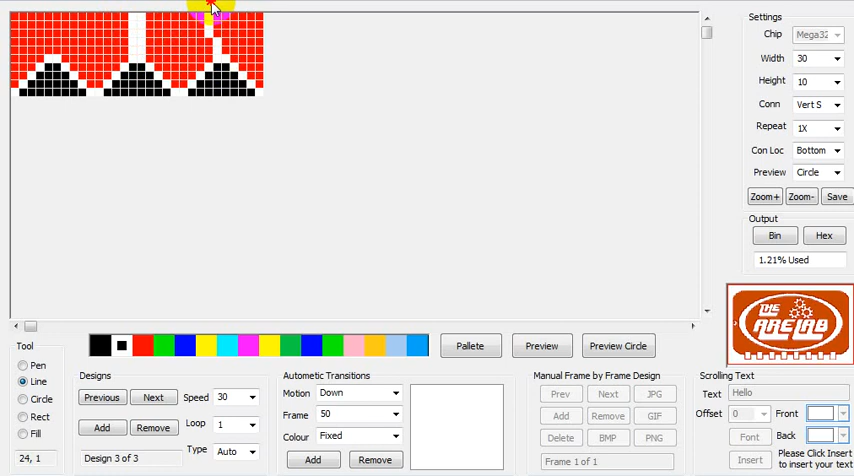 Settings
Chip Mega32
Width 30
Height 10
Conn Vert S
Repeat 1X
Con Loc Bottom
Preview Circle
Zoom+ Zoom- Save
Output
Bin Hex
1.21% Used
THE
ARE LAB
Pallete Preview Preview Circle
Tool
Pen
Line
Circle
Rect
Fill
24, 1
Designs
Previous Next Speed 30
Loop 1
Add Remove
Type Auto
Design 3 of 3
Autometic Transitions
Motion Down
Frame 50
Colour Fixed
Add Remove
Manual Frame by Frame Design
Prev Next JPG
Add Remove GIF
Delete BMP PNG
Frame 1 of 1
Scrolling Text
Text Hello
Offset 0 Front
Font Back
Insert Please Click Insert
to insert your text